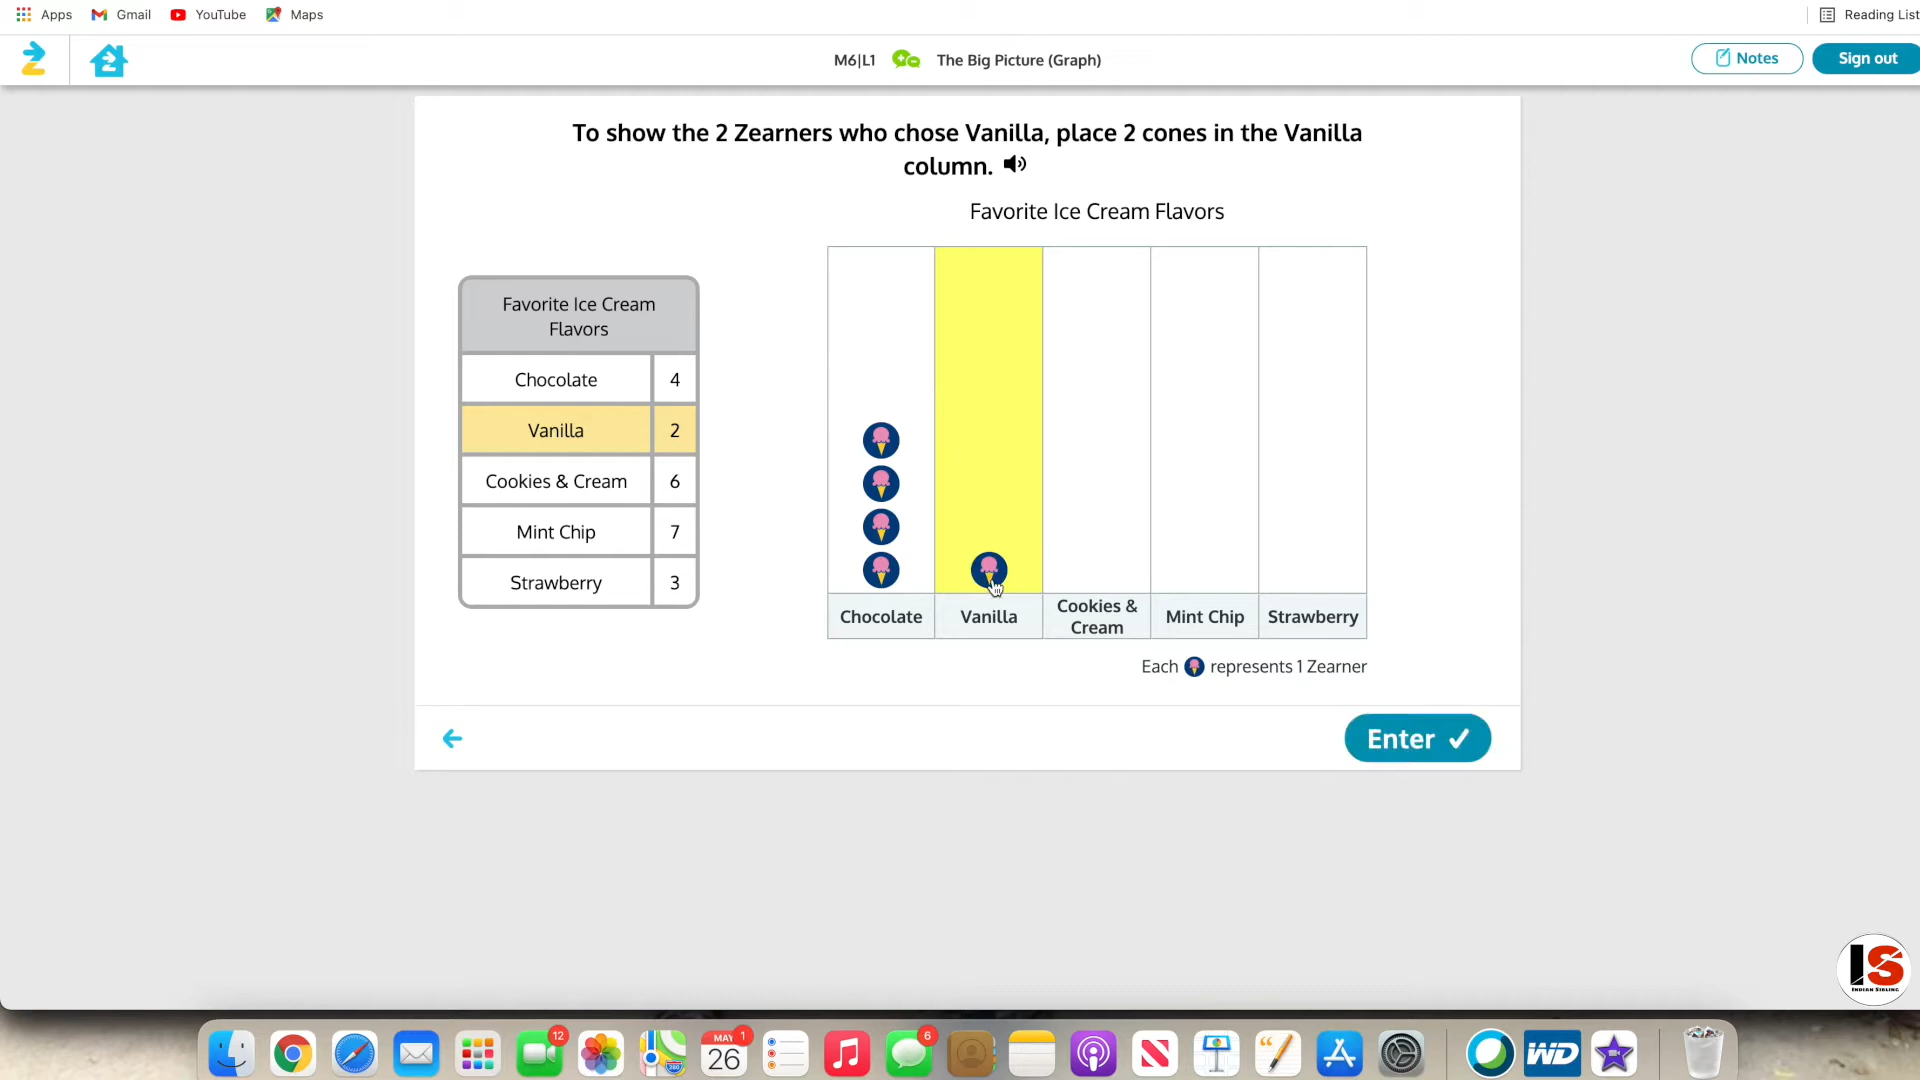 Apps Gmail YouTube Maps Reading List
M6|L1 The Big Picture (Graph) Notes Sign out
To show the 2 Zearners who chose Vanilla, place 2 cones in the Vanilla
column.
Favorite Ice Cream Flavors
Favorite Ice Cream
Flavors
Chocolate 4
Vanilla 2
Cookies & Cream 6
Mint Chip 7
Strawberry 3
Chocolate Vanilla Cookies & Cream Mint Chip Strawberry
Each represents 1 Zearner
Enter
IS
INDIAN SIBLING
12 MAY 1 26 6 WD